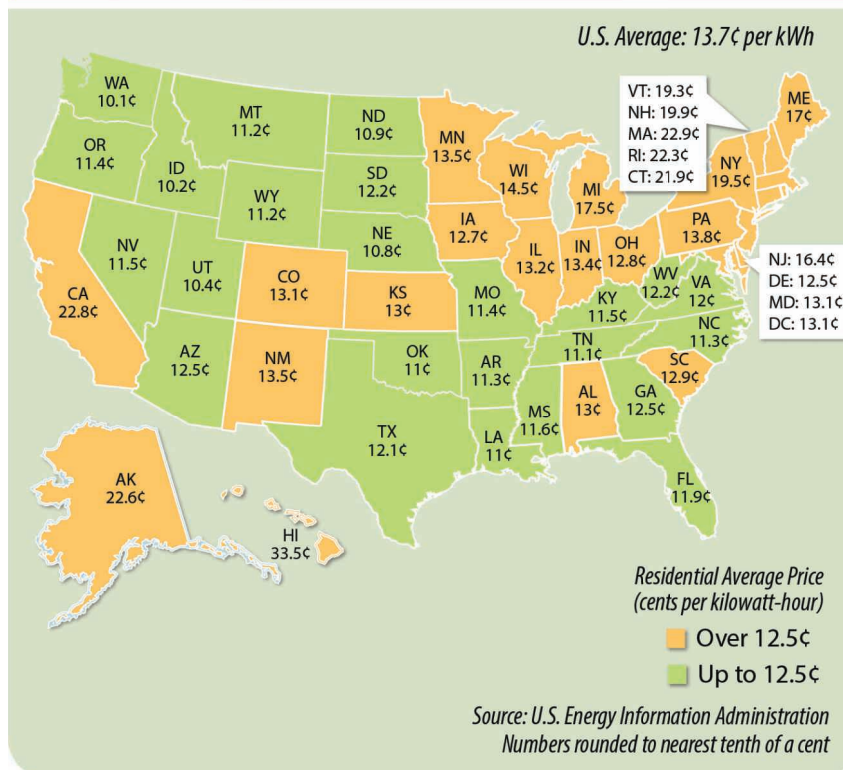 U.S. Average: 13.7¢ per kWh
WA
10.1¢
MT
11.2¢
ND
10.9¢
MN
13.5¢
VT: 19.3¢
NH: 19.9¢
MA: 22.9¢
RI: 22.3¢
CT: 21.9¢
ME
17¢
OR
11.4¢
ID
10.2¢
WY
11.2¢
SD
12.2¢
WI
14.5¢
MI
17.5¢
NY
19.5¢
NV
11.5¢
UT
10.4¢
NE
10.8¢
IA
12.7¢
IL
13.2¢
IN
13.4¢
OH
12.8¢
PA
13.8¢
NJ: 16.4¢
DE: 12.5¢
MD: 13.1¢
DC: 13.1¢
CA
22.8¢
CO
13.1¢
KS
13¢
MO
11.4¢
KY
11.5¢
WV
12.2¢
VA
12¢
AZ
12.5¢
NM
13.5¢
OK
11¢
AR
11.3¢
TN
11.1¢
NC
11.3¢
SC
12.9¢
TX
12.1¢
LA
11¢
MS
11.6¢
AL
13¢
GA
12.5¢
FL
11.9¢
AK
22.6¢
HI
33.5¢
Residential Average Price
(cents per kilowatt-hour)
Over 12.5¢
Up to 12.5¢
Source: U.S. Energy Information Administration
Numbers rounded to nearest tenth of a cent